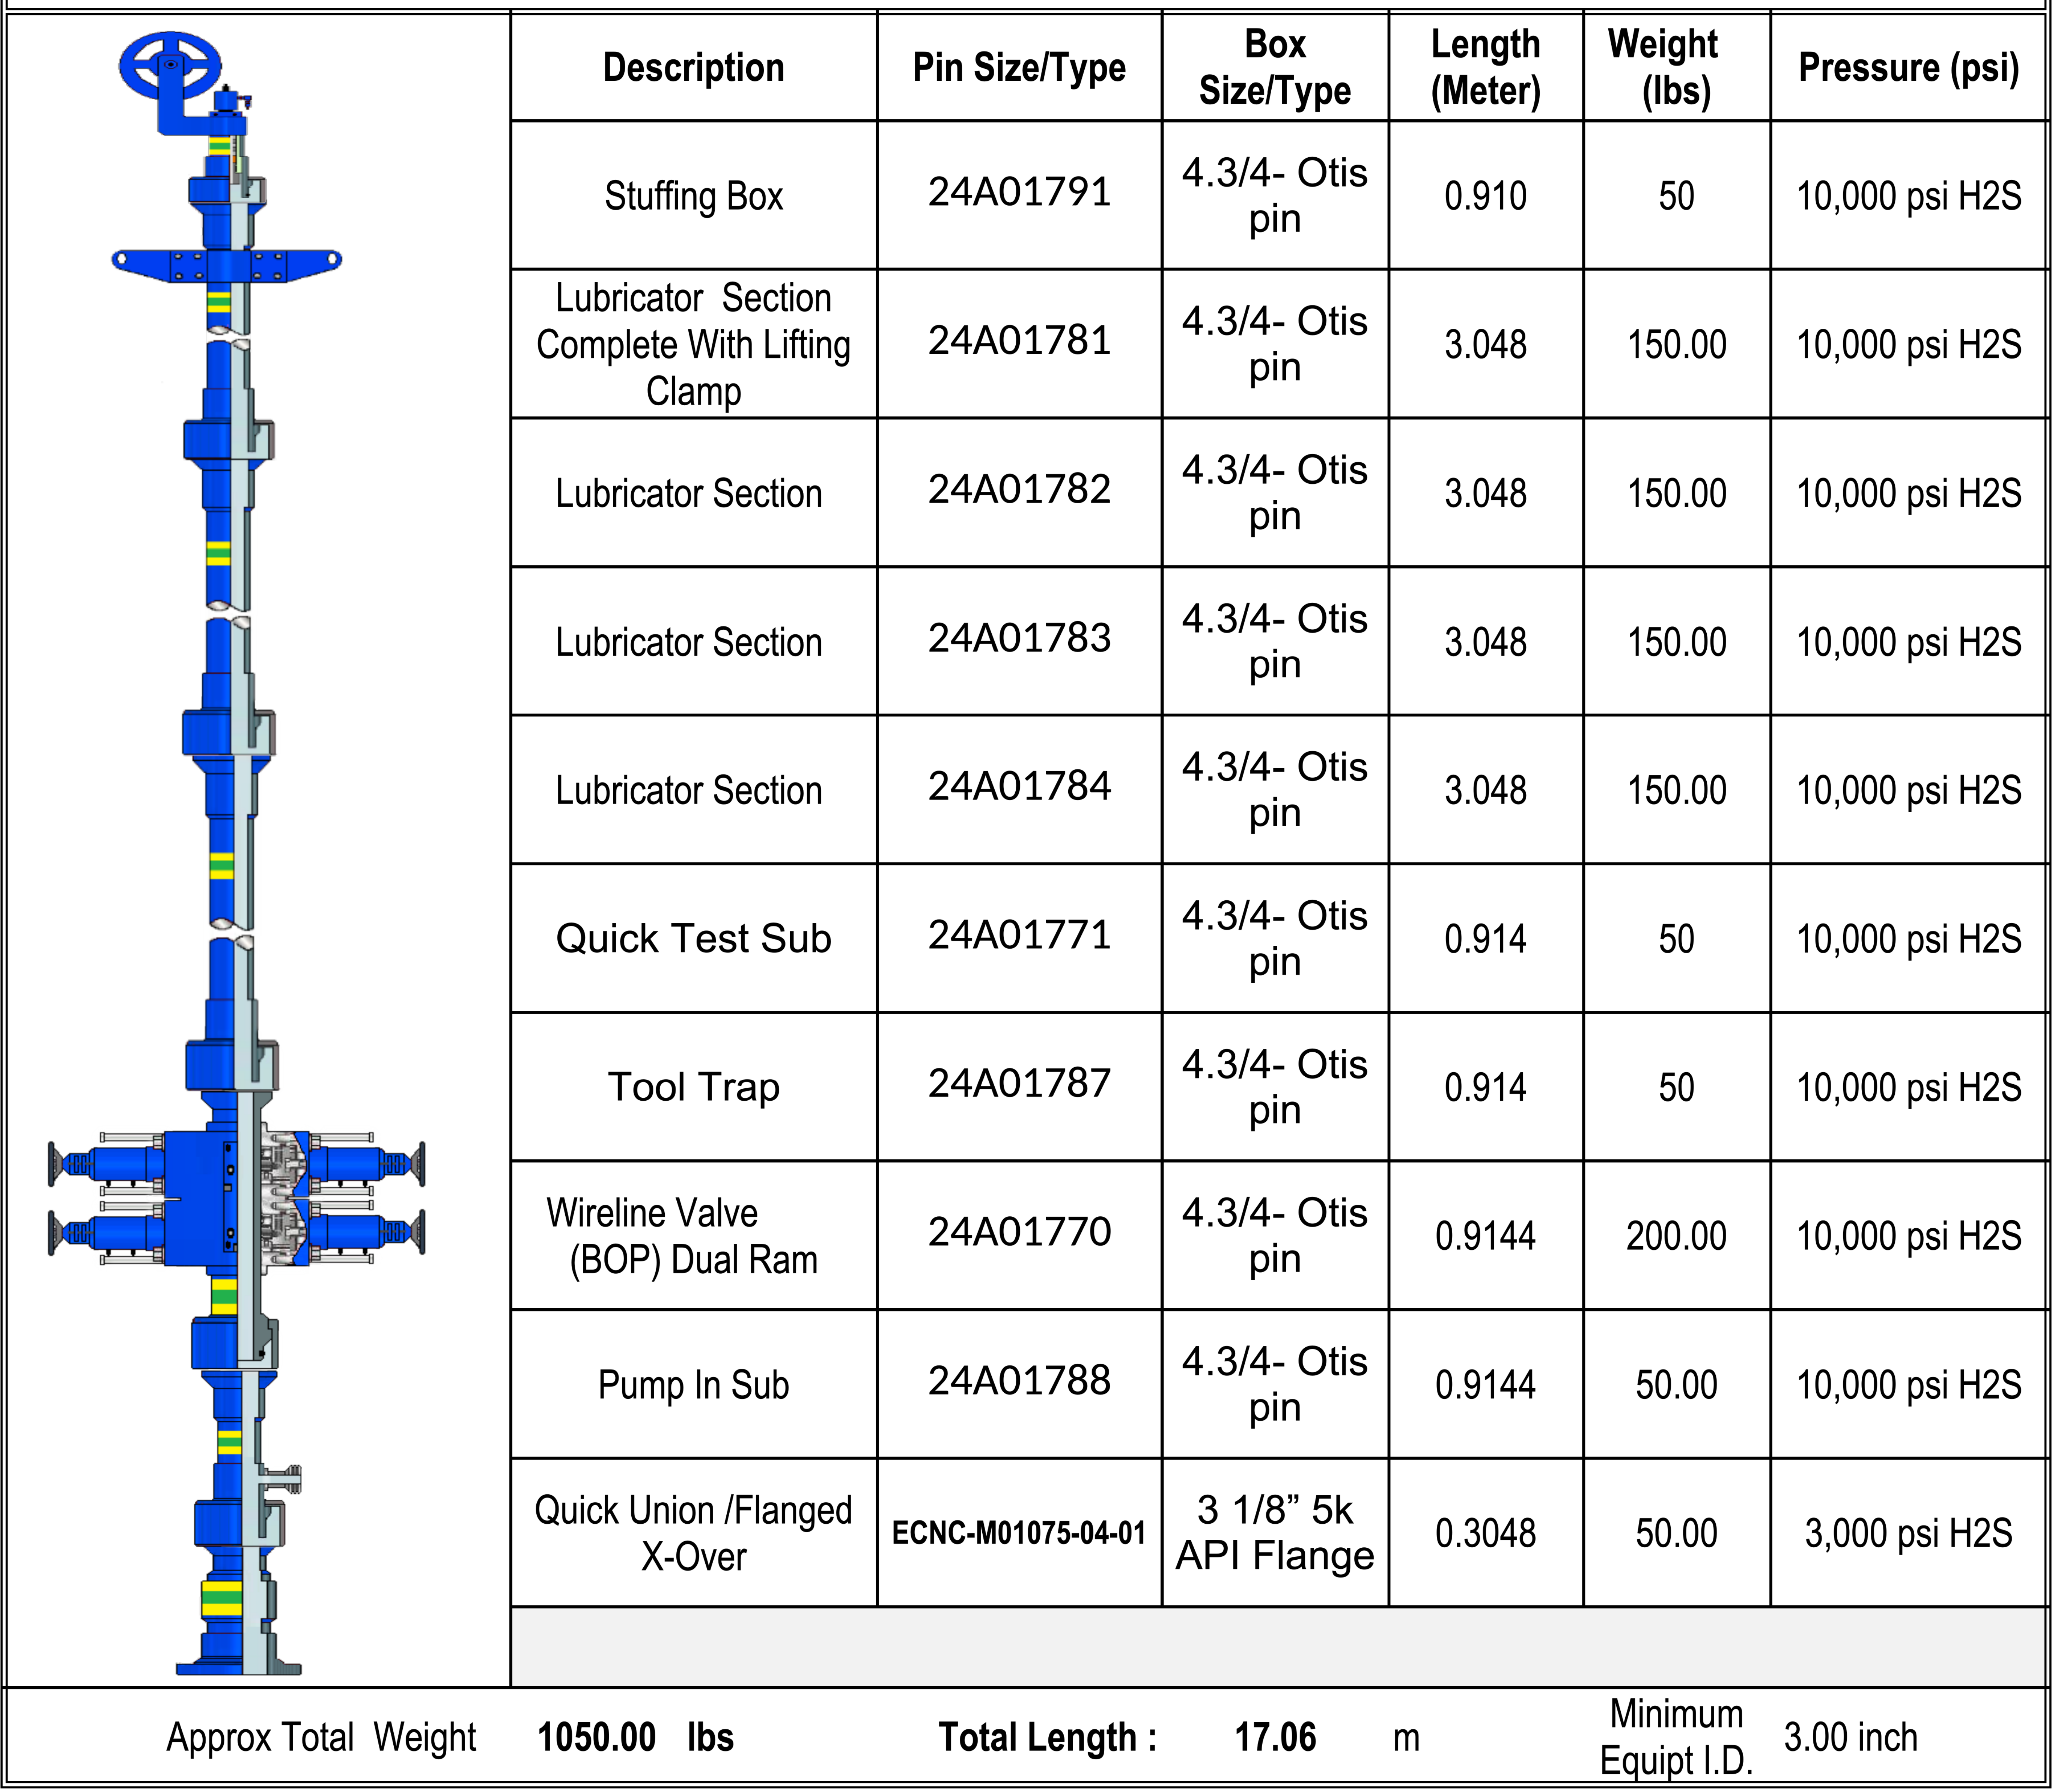 Description Pin Size/Type Box Size/Type Length (Meter) Weight (lbs) Pressure (psi)
Stuffing Box 24A01791 4.3/4- Otis pin 0.910 50 10,000 psi H2S
Lubricator Section Complete With Lifting Clamp 24A01781 4.3/4- Otis pin 3.048 150.00 10,000 psi H2S
Lubricator Section 24A01782 4.3/4- Otis pin 3.048 150.00 10,000 psi H2S
Lubricator Section 24A01783 4.3/4- Otis pin 3.048 150.00 10,000 psi H2S
Lubricator Section 24A01784 4.3/4- Otis pin 3.048 150.00 10,000 psi H2S
Quick Test Sub 24A01771 4.3/4- Otis pin 0.914 50 10,000 psi H2S
Tool Trap 24A01787 4.3/4- Otis pin 0.914 50 10,000 psi H2S
Wireline Valve (BOP) Dual Ram 24A01770 4.3/4- Otis pin 0.9144 200.00 10,000 psi H2S
Pump In Sub 24A01788 4.3/4- Otis pin 0.9144 50.00 10,000 psi H2S
Quick Union /Flanged X-Over ECNC-M01075-04-01 3 1/8” 5k API Flange 0.3048 50.00 3,000 psi H2S
Approx Total Weight 1050.00 lbs Total Length : 17.06 m Minimum Equipt I.D. 3.00 inch